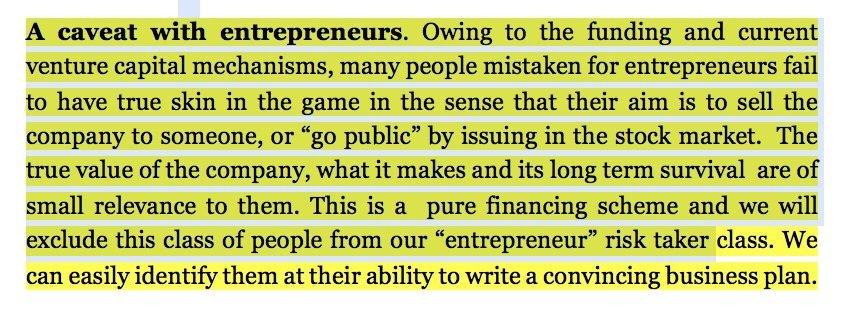 A caveat with entrepreneurs. Owing to the funding and current
venture capital mechanisms, many people mistaken for entrepreneurs fail
to have true skin in the game in the sense that their aim is to sell the
company to someone, or “go public” by issuing in the stock market. The
true value of the company, what it makes and its long term survival are of
small relevance to them. This is a pure financing scheme and we will
exclude this class of people from our “entrepreneur” risk taker class. We
can easily identify them at their ability to write a convincing business plan.